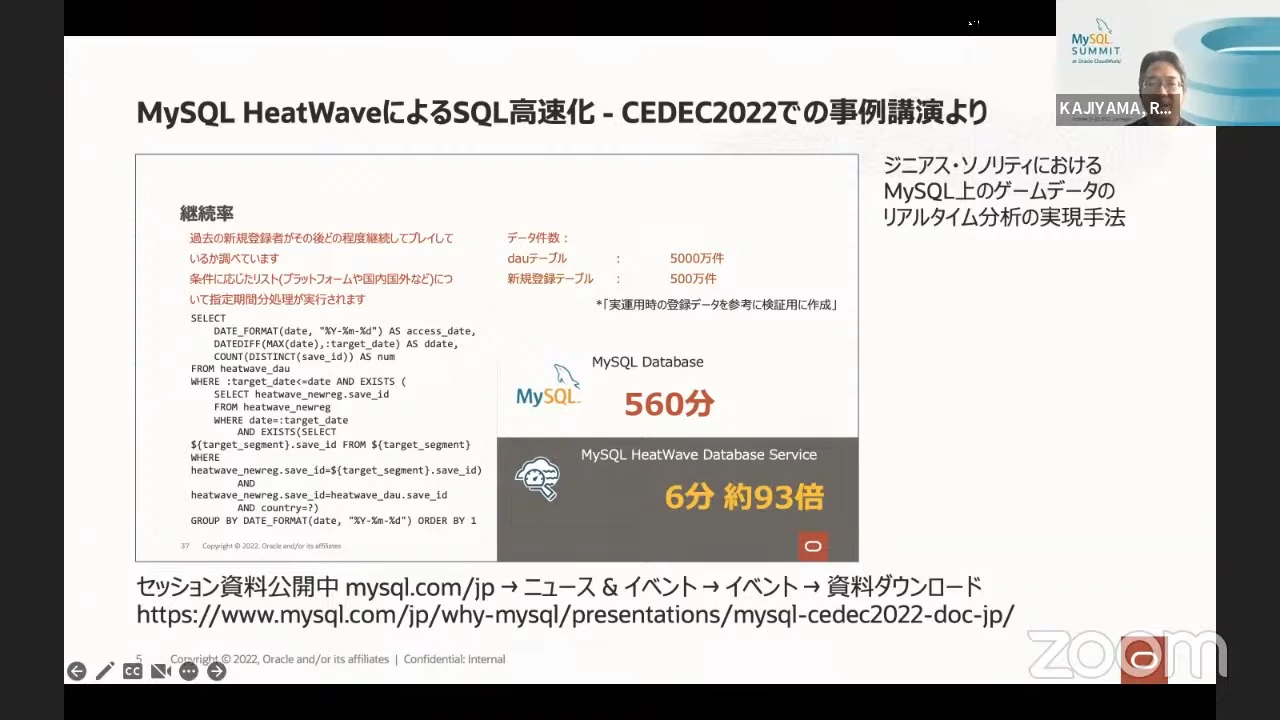 MySQL
SUMMIT
at Oracle CloudWorld
KAJIYAMA, R...
MySQL HeatWaveによるSQL高速化 - CEDEC2022での事例講演より
ジニアス・ソノリティにおける
MySQL上のゲームデータの
リアルタイム分析の実現手法
継続率
過去の新規登録者がその後どの程度継続してプレイして
いるか調べています
条件に応じたリスト(プラットフォームや国内国外など)につ
いて指定期間分処理が実行されます
SELECT
DATE_FORMAT(date, "%Y-%m-%d") AS access_date,
DATEDIFF(MAX(date),:target_date) AS ddate,
COUNT(DISTINCT(save_id)) AS num
FROM heatwave_dau
WHERE :target_date<=date AND EXISTS (
SELECT heatwave_newreg.save_id
FROM heatwave_newreg
WHERE date=:target_date
AND EXISTS(SELECT
${target_segment}.save_id FROM ${target_segment}
WHERE
heatwave_newreg.save_id=${target_segment}.save_id)
AND
heatwave_newreg.save_id=heatwave_dau.save_id
AND country=?)
GROUP BY DATE_FORMAT(date, "%Y-%m-%d") ORDER BY 1
37 Copyright © 2022, Oracle and/or its affiliates
データ件数：
dauテーブル ： 5000万件
新規登録テーブル ： 500万件
*「実運用時の登録データを参考に検証用に作成」
MySQL Database
MySQL
560分
MySQL HeatWave Database Service
6分 約93倍
セッション資料公開中 mysql.com/jp → ニュース & イベント → イベント → 資料ダウンロード
https://www.mysql.com/jp/why-mysql/presentations/mysql-cedec2022-doc-jp/
5 Copyright © 2022, Oracle and/or its affiliates | Confidential: Internal
CC
zoom